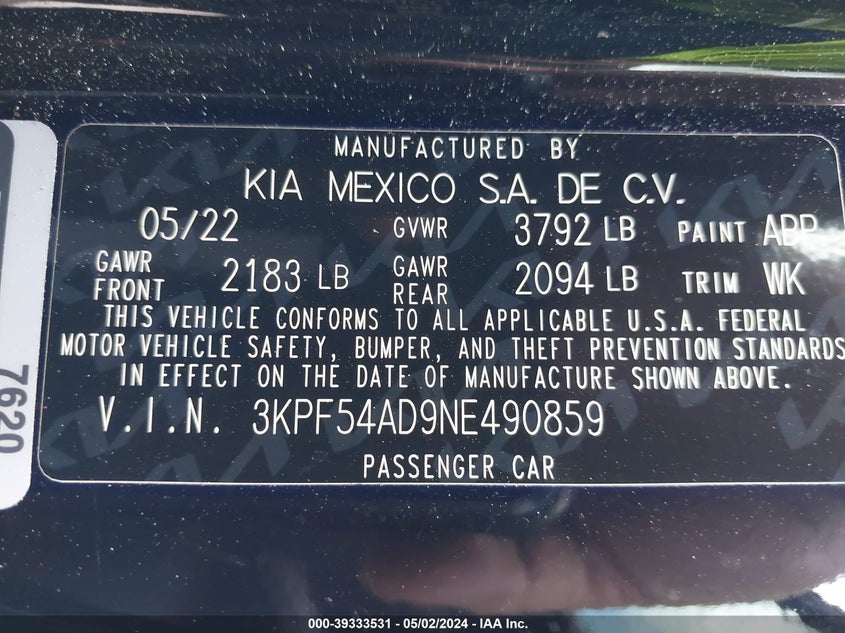 MANUFACTURED BY
KIA MEXICO S.A. DE C.V.
05/22 GVWR 3792 LB PAINT ABP
GAWR FRONT 2183 LB GAWR REAR 2094 LB TRIM WK
THIS VEHICLE CONFORMS TO ALL APPLICABLE U.S.A. FEDERAL
MOTOR VEHICLE SAFETY, BUMPER, AND THEFT PREVENTION STANDARDS
IN EFFECT ON THE DATE OF MANUFACTURE SHOWN ABOVE.
V.I.N. 3KPF54AD9NE490859
PASSENGER CAR
7620
000-39333531 - 05/02/2024 - IAA Inc.